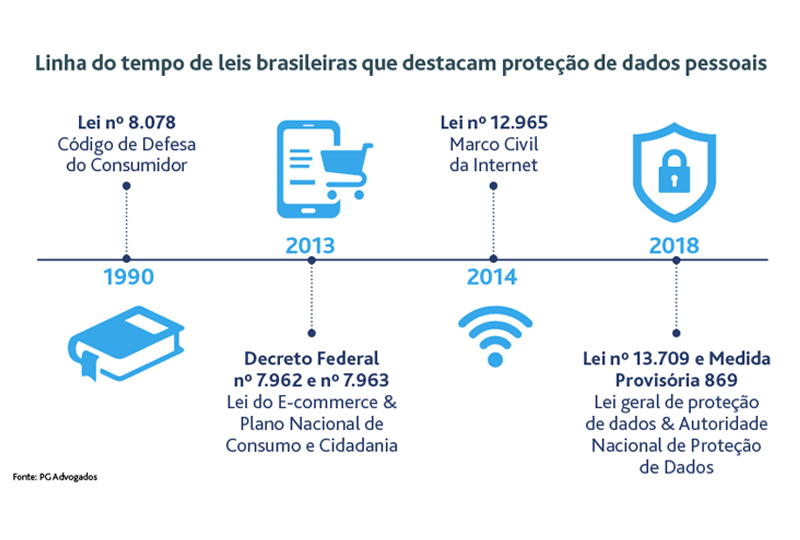 Linha do tempo de leis brasileiras que destacam proteção de dados pessoais
Lei nº 8.078
Código de Defesa
do Consumidor
1990
2013
Decreto Federal
nº 7.962 e nº 7.963
Lei do E-commerce &
Plano Nacional de
Consumo e Cidadania
Lei nº 12.965
Marco Civil
da Internet
2014
2018
Lei nº 13.709 e Medida
Provisória 869
Lei geral de proteção
de dados & Autoridade
Nacional de Proteção
de Dados
Fonte: PG Advogados